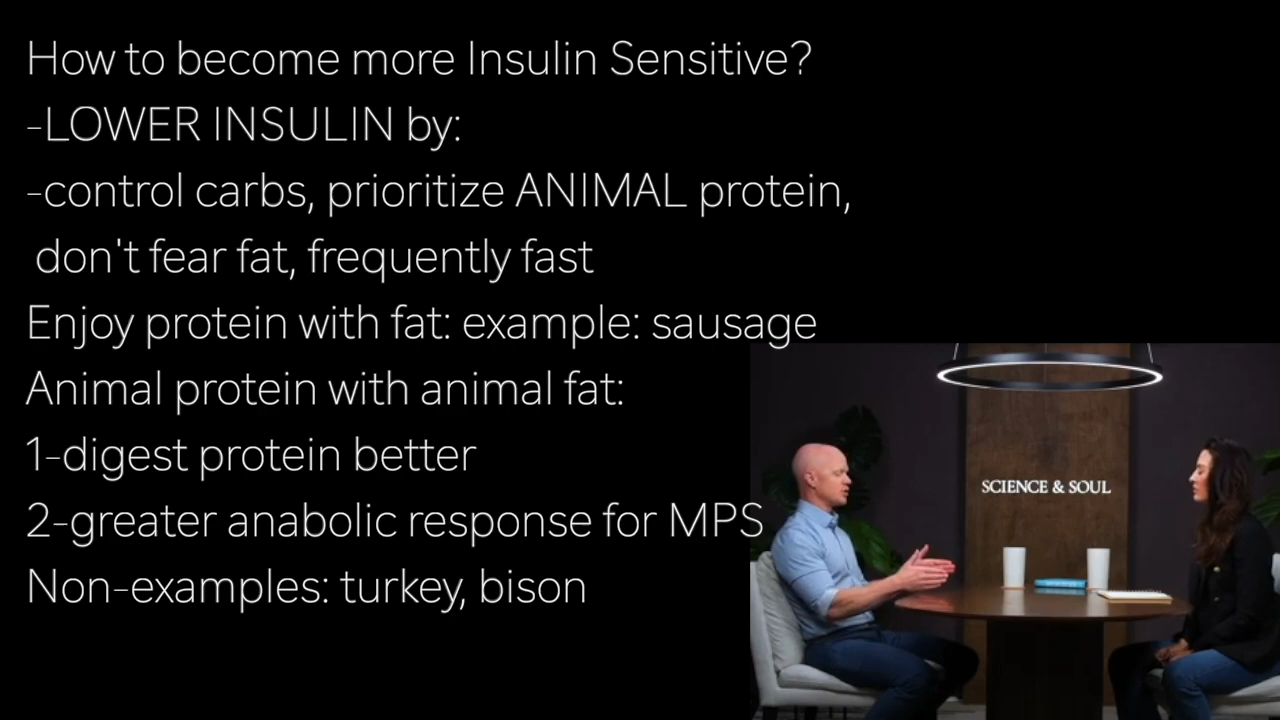 How to become more Insulin Sensitive?
-LOWER INSULIN by:
-control carbs, prioritize ANIMAL protein,
don't fear fat, frequently fast
Enjoy protein with fat: example: sausage
Animal protein with animal fat:
1-digest protein better
2-greater anabolic response for MPS
Non-examples: turkey, bison
SCIENCE & SOUL